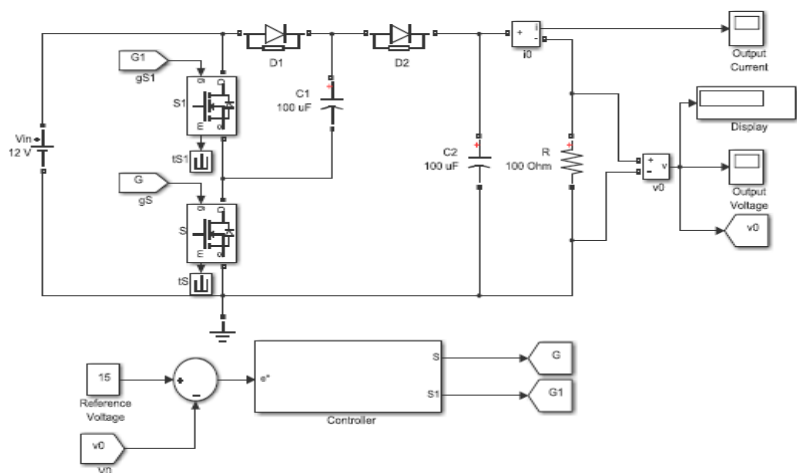 G1
gS1
g
D
S1
m
S
tS1
D1
D2
C1
100 uF
Vin
12 V
G
gS
g
D
S
m
S
tS
C2
100 uF
R
100 Ohm
+
-
i
i0
Output
Current
Display
+
-
v
v0
Output
Voltage
v0
15
Reference
Voltage
+
-
e*
S
S1
Controller
G
G1
v0
V0